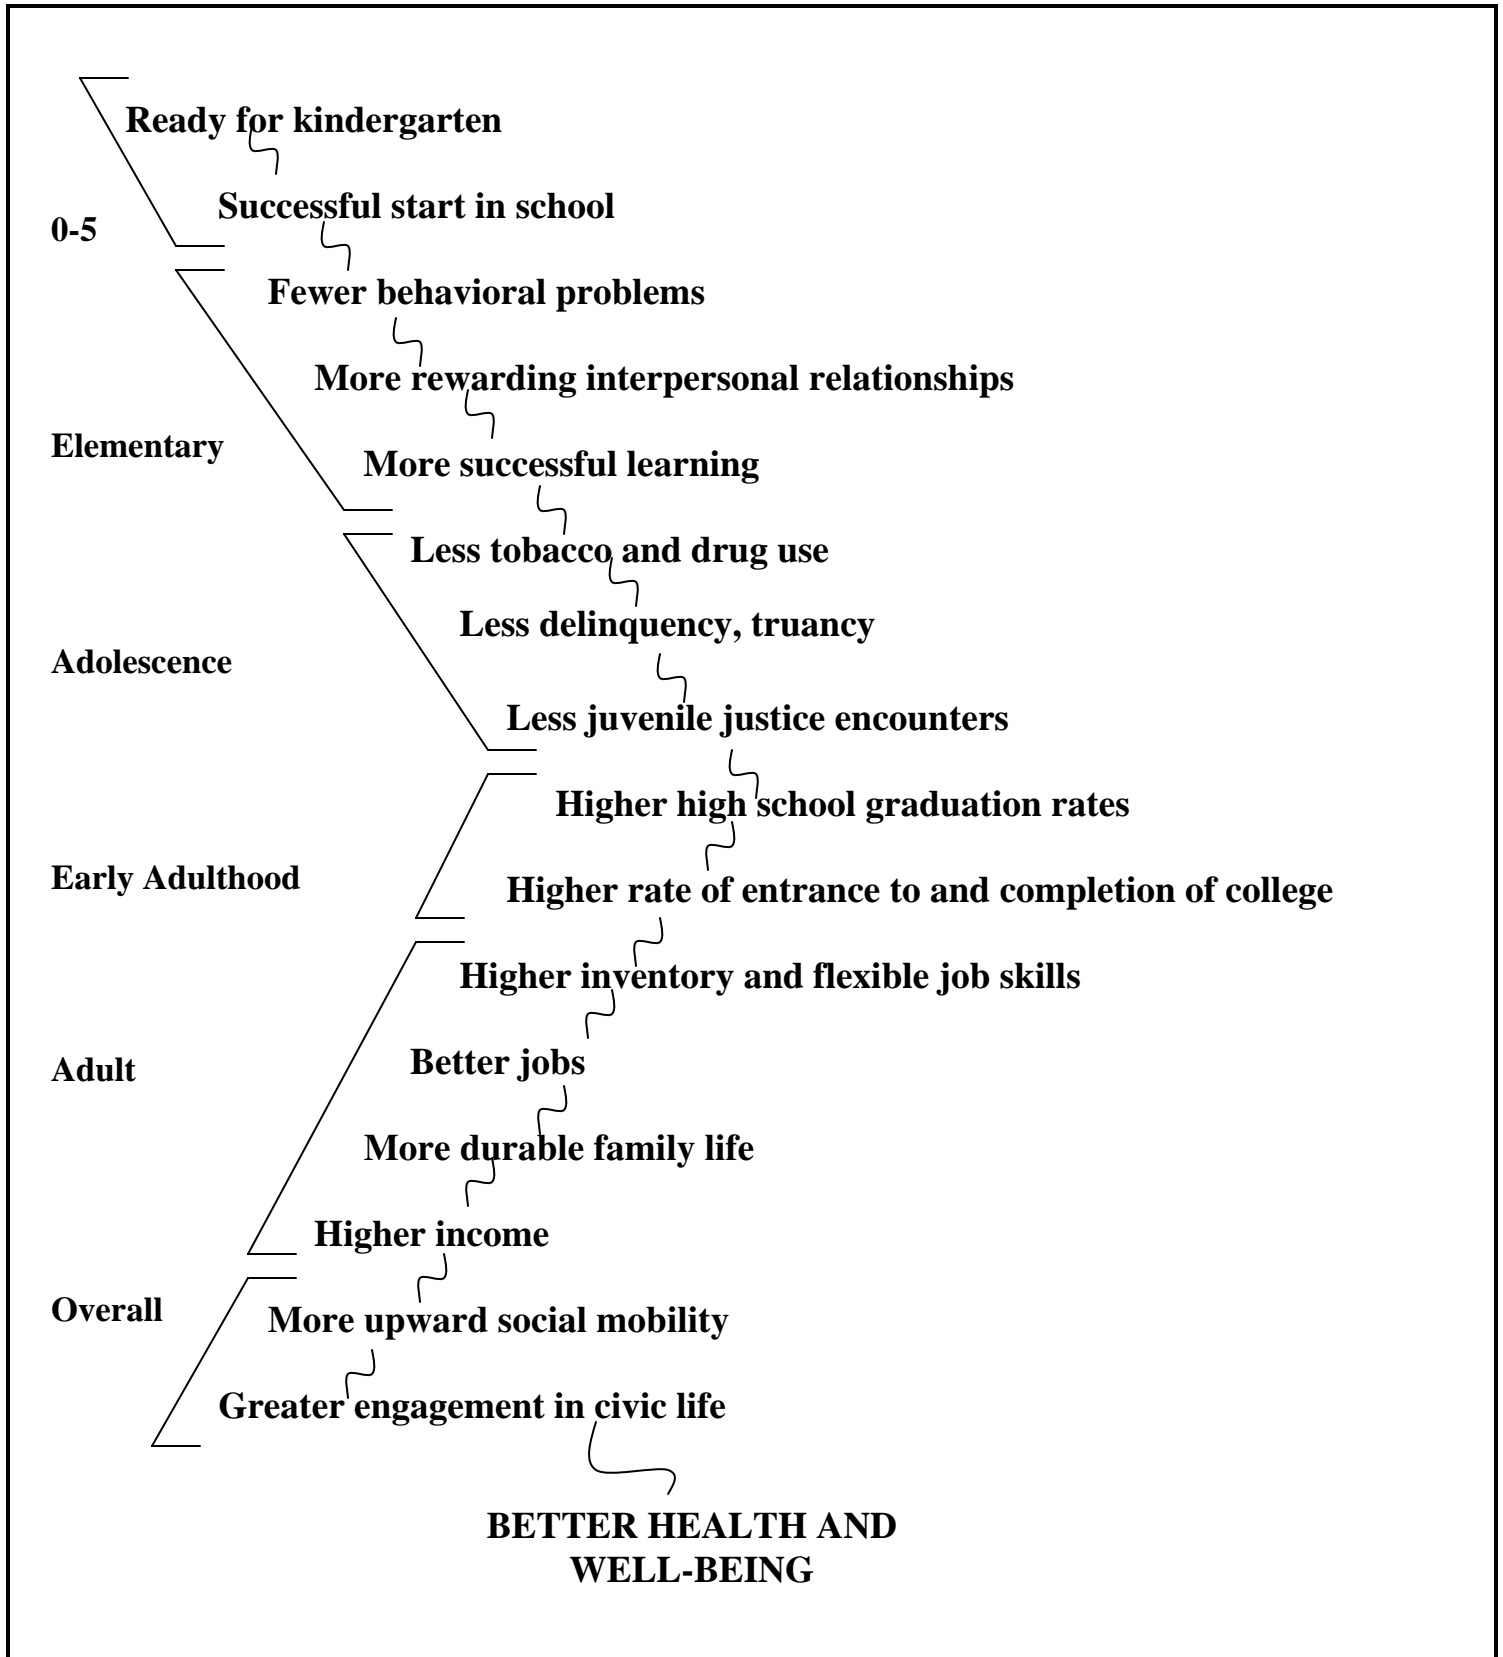 Ready for kindergarten
Successful start in school
0-5
Fewer behavioral problems
More rewarding interpersonal relationships
Elementary
More successful learning
Less tobacco and drug use
Less delinquency, truancy
Adolescence
Less juvenile justice encounters
Higher high school graduation rates
Early Adulthood
Higher rate of entrance to and completion of college
Higher inventory and flexible job skills
Better jobs
Adult
More durable family life
Higher income
Overall
More upward social mobility
Greater engagement in civic life
BETTER HEALTH AND
WELL-BEING